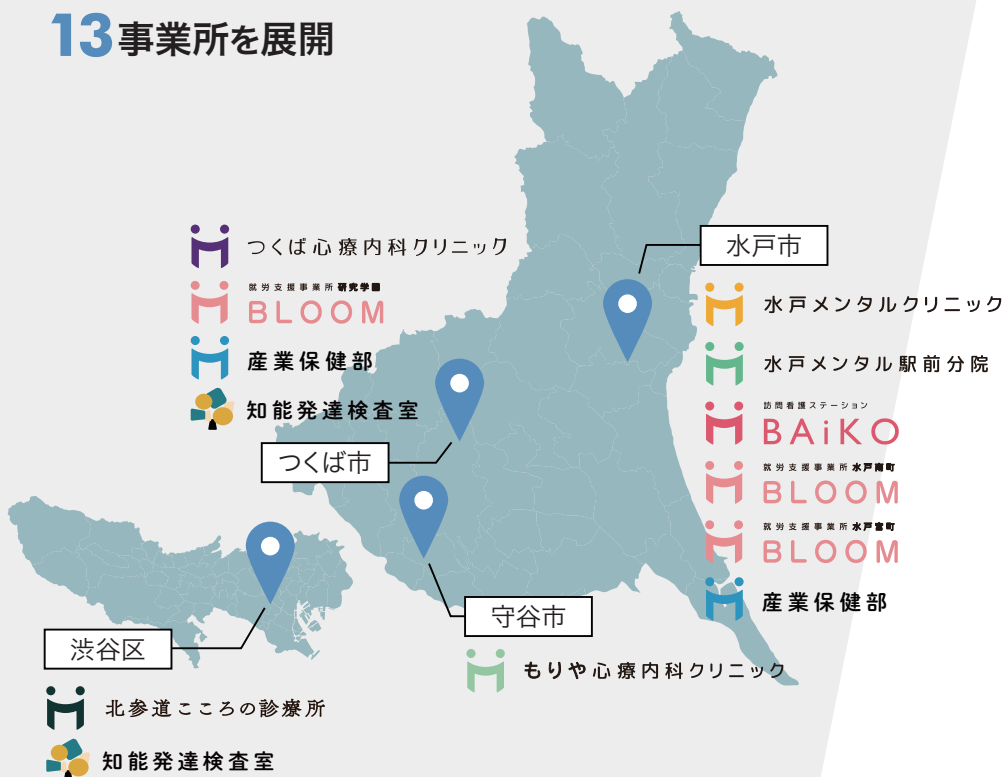 13事業所を展開
つくば心療内科クリニック
就労支援事業所 研究学園
BLOOM
産業保健部
知能発達検査室
つくば市
水戸市
水戸メンタルクリニック
水戸メンタル駅前分院
訪問看護ステーション
BAiKO
就労支援事業所 水戸南町
BLOOM
就労支援事業所 水戸宮町
BLOOM
産業保健部
守谷市
もりや心療内科クリニック
渋谷区
北参道こころの診療所
知能発達検査室